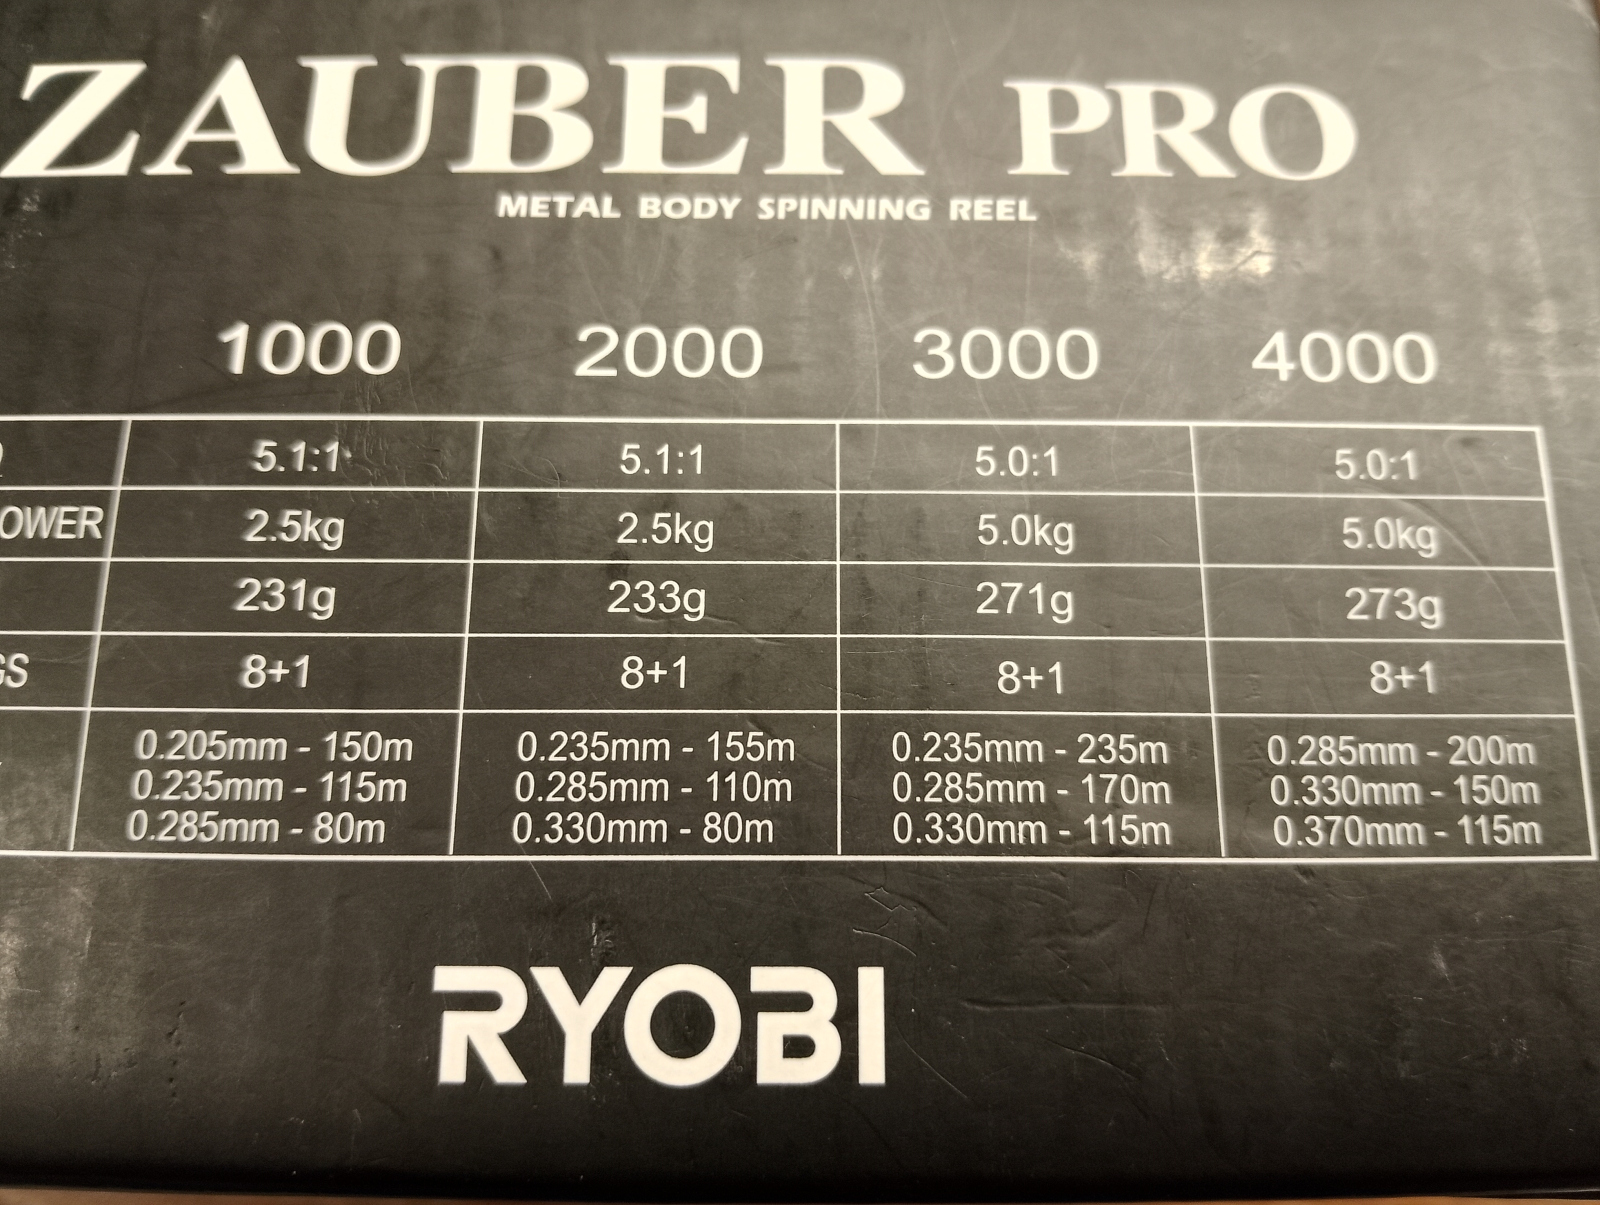 ZAUBER PRO
METAL BODY SPINNING REEL
1000 2000 3000 4000
5.1:1 5.1:1 5.0:1 5.0:1
OWER 2.5kg 2.5kg 5.0kg 5.0kg
231g 233g 271g 273g
GS 8+1 8+1 8+1 8+1
0.205mm - 150m 0.235mm - 155m 0.235mm - 235m 0.285mm - 200m
0.235mm - 115m 0.285mm - 110m 0.285mm - 170m 0.330mm - 150m
0.285mm - 80m 0.330mm - 80m 0.330mm - 115m 0.370mm - 115m
RYOBI